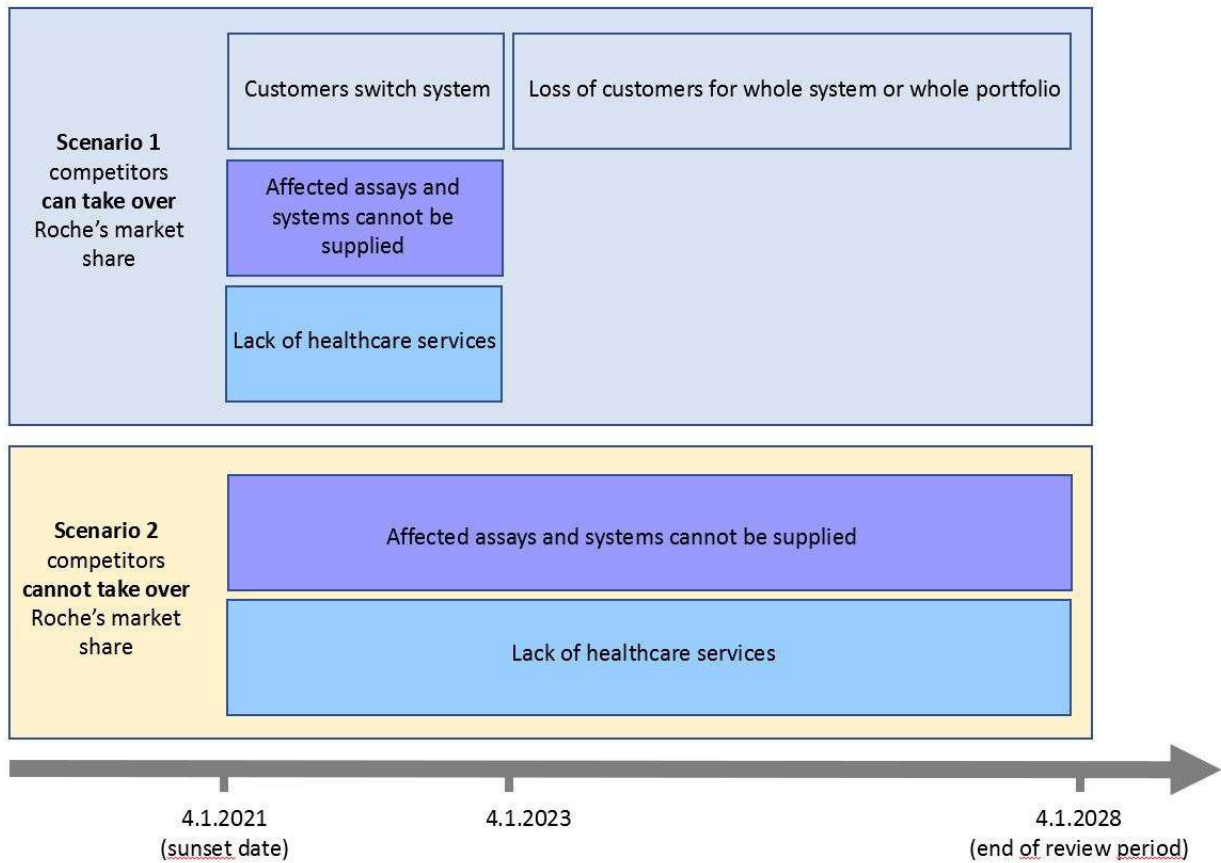 Customers switch system
Loss of customers for whole system or whole portfolio
Scenario 1
competitors
can take over
Roche's market
share
Affected assays and
systems cannot be
supplied
Lack of healthcare services
Scenario 2
competitors
cannot take over
Roche's market
share
Affected assays and systems cannot be supplied
Lack of healthcare services
4.1.2021
(sunset date)
4.1.2023
4.1.2028
(end of review period)